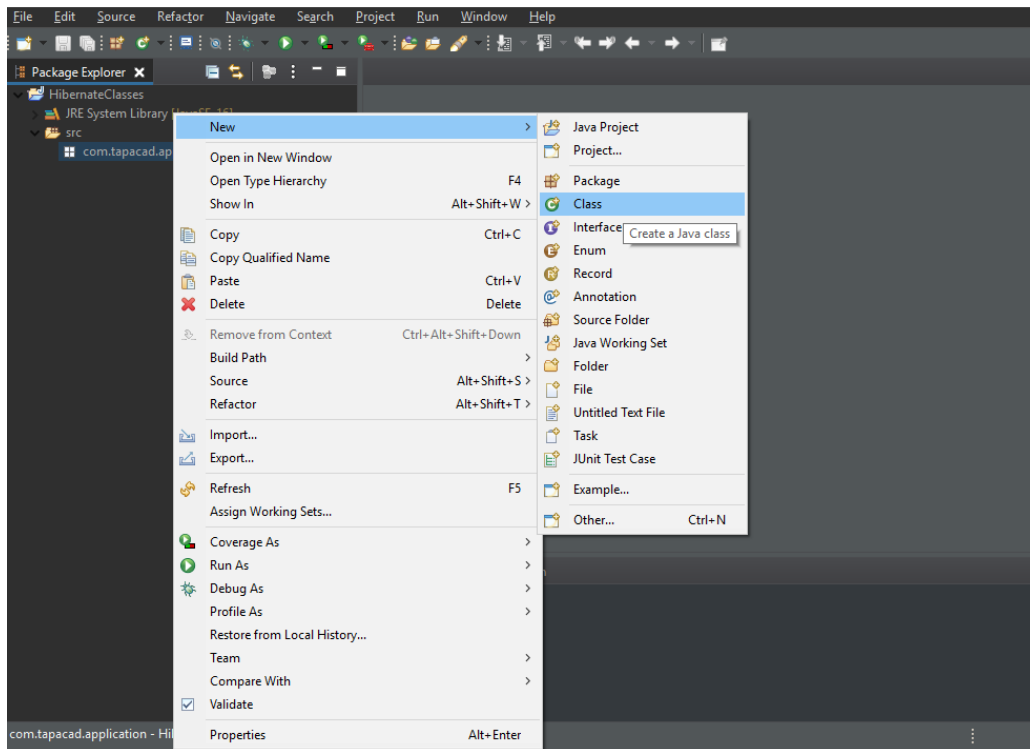 File Edit Source Refactor Navigate Search Project Run Window Help
Package Explorer
HibernateClasses
JRE System Library [JavaSE-16]
src
com.tapacad.ap
New
Open in New Window
Open Type Hierarchy F4
Show In Alt+Shift+W >
Copy Ctrl+C
Copy Qualified Name
Paste Ctrl+V
Delete Delete
Remove from Context Ctrl+Alt+Shift+Down
Build Path
Source Alt+Shift+S >
Refactor Alt+Shift+T >
Import...
Export...
Refresh F5
Assign Working Sets...
Coverage As
Run As
Debug As
Profile As
Restore from Local History...
Team
Compare With
Validate
Properties Alt+Enter
Java Project
Project...
Package
Class
Interface
Create a Java class
Enum
Record
Annotation
Source Folder
Java Working Set
Folder
File
Untitled Text File
Task
JUnit Test Case
Example...
Other... Ctrl+N
com.tapacad.application - Hi